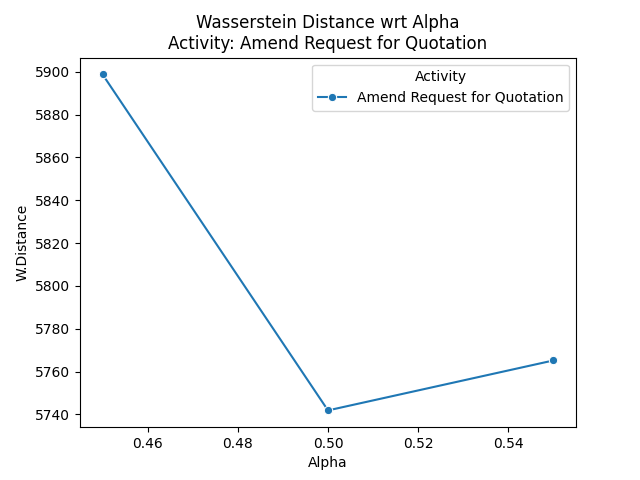 Wasserstein Distance wrt Alpha
Activity: Amend Request for Quotation
Activity
Amend Request for Quotation
5900
5880
5860
5840
5820
5800
5780
5760
5740
W.Distance
0.46 0.48 0.50 0.52 0.54
Alpha